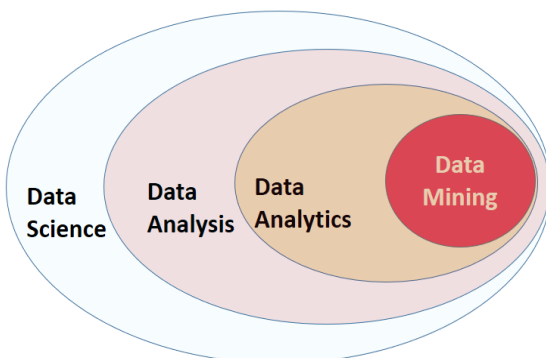 Data
Science
Data
Analysis
Data
Analytics
Data
Mining